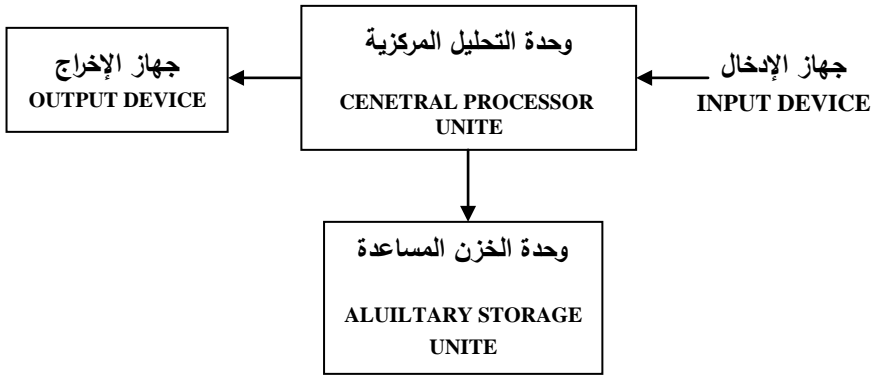 وحدة التحليل المركزية
CENETRAL PROCESSOR
UNITE
جهاز الإدخال
INPUT DEVICE
جهاز الإخراج
OUTPUT DEVICE
وحدة الخزن المساعدة
ALUILTARY STORAGE
UNITE